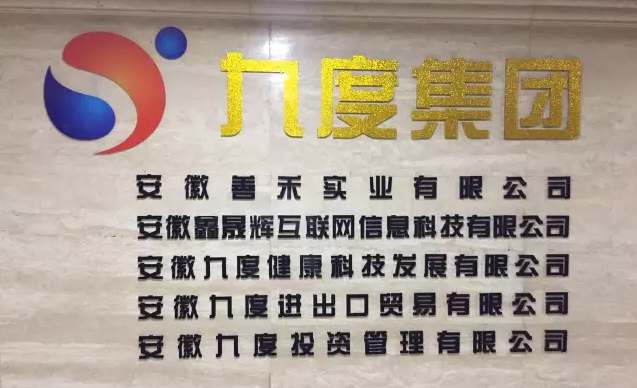 九度集团
安徽善禾实业有限公司
安徽鑫晟辉互联网信息科技有限公司
安徽九度健康科技发展有限公司
安徽九度进出口贸易有限公司
安徽九度投资管理有限公司